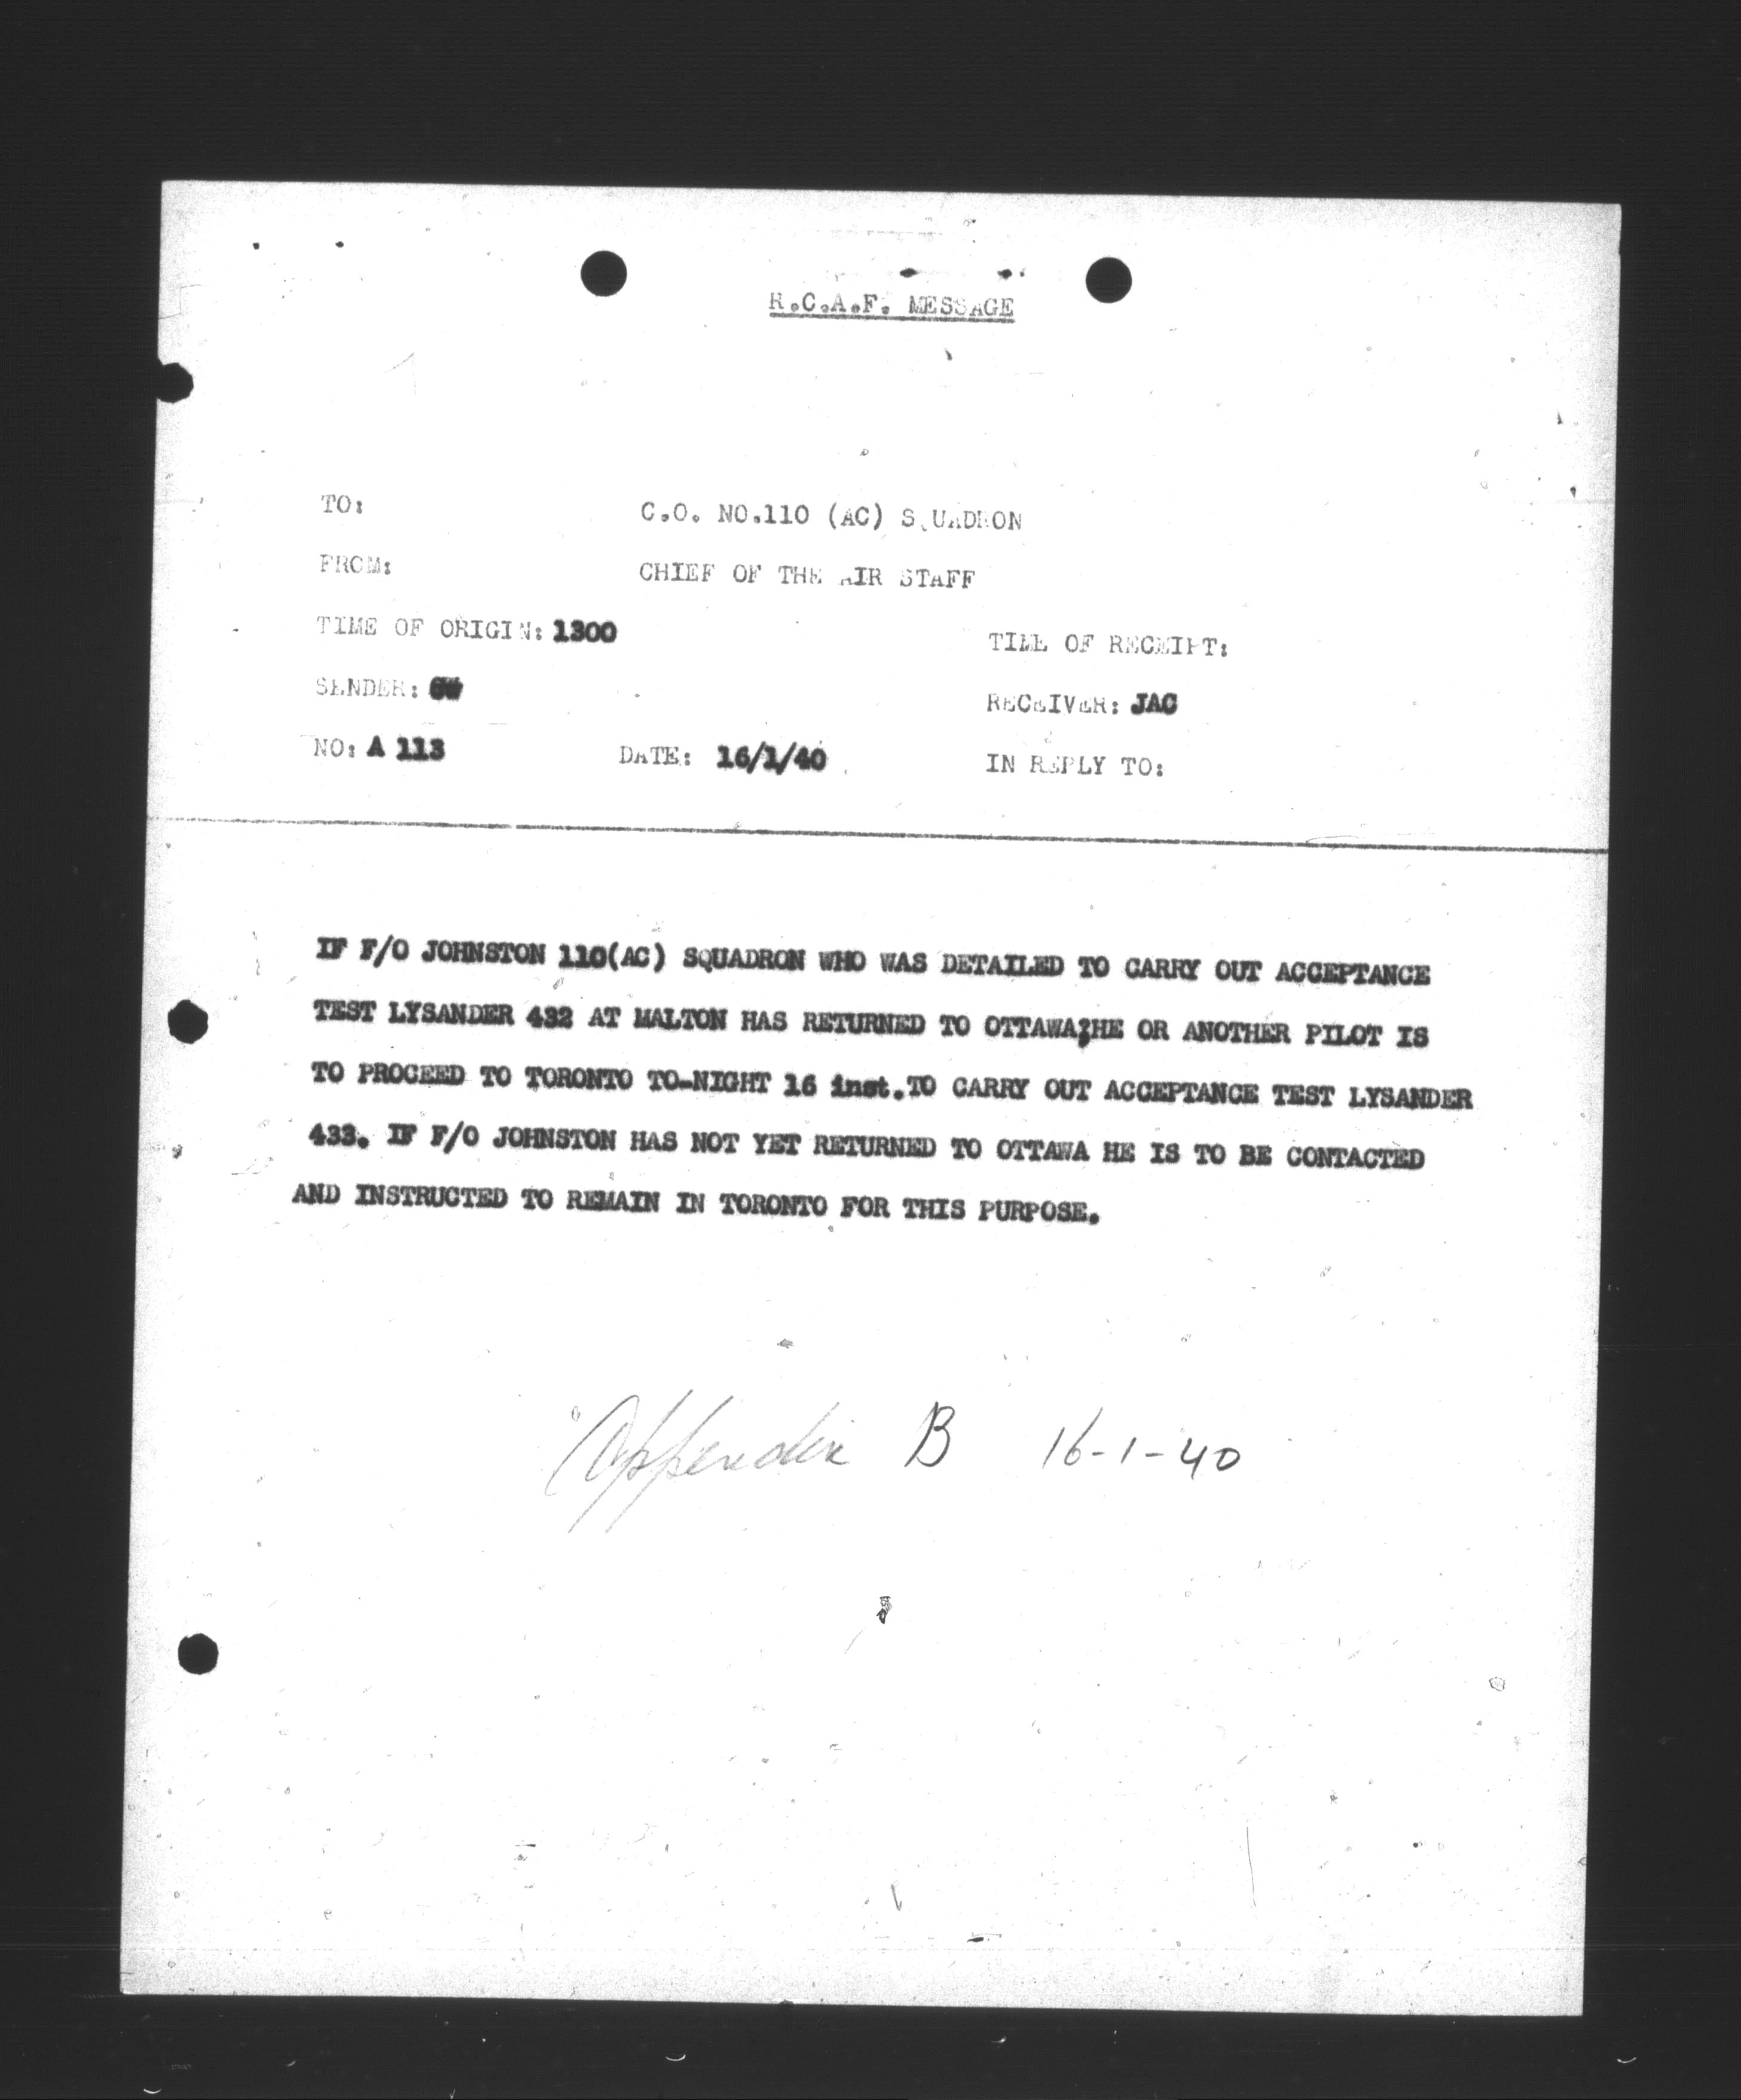 R.C.A.F. MESSAGE
TO: C.O. NO.110 (AC) SQUADRON
FROM: CHIEF OF THE AIR STAFF
TIME OF ORIGIN: 1300 TIME OF RECEIPT:
SENDER: RECEIVER: JAC
NO: A 113 DATE: 16/1/40 IN REPLY TO:
IF F/O JOHNSTON 110(AC) SQUADRON WHO WAS DETAILED TO CARRY OUT ACCEPTANCE
TEST LYSANDER 432 AT MALTON HAS RETURNED TO OTTAWA;HE OR ANOTHER PILOT IS
TO PROCEED TO TORONTO TO-NIGHT 16 inst.TO CARRY OUT ACCEPTANCE TEST LYSANDER
433. IF F/O JOHNSTON HAS NOT YET RETURNED TO OTTAWA HE IS TO BE CONTACTED
AND INSTRUCTED TO REMAIN IN TORONTO FOR THIS PURPOSE.
Appendix B 16-1-40